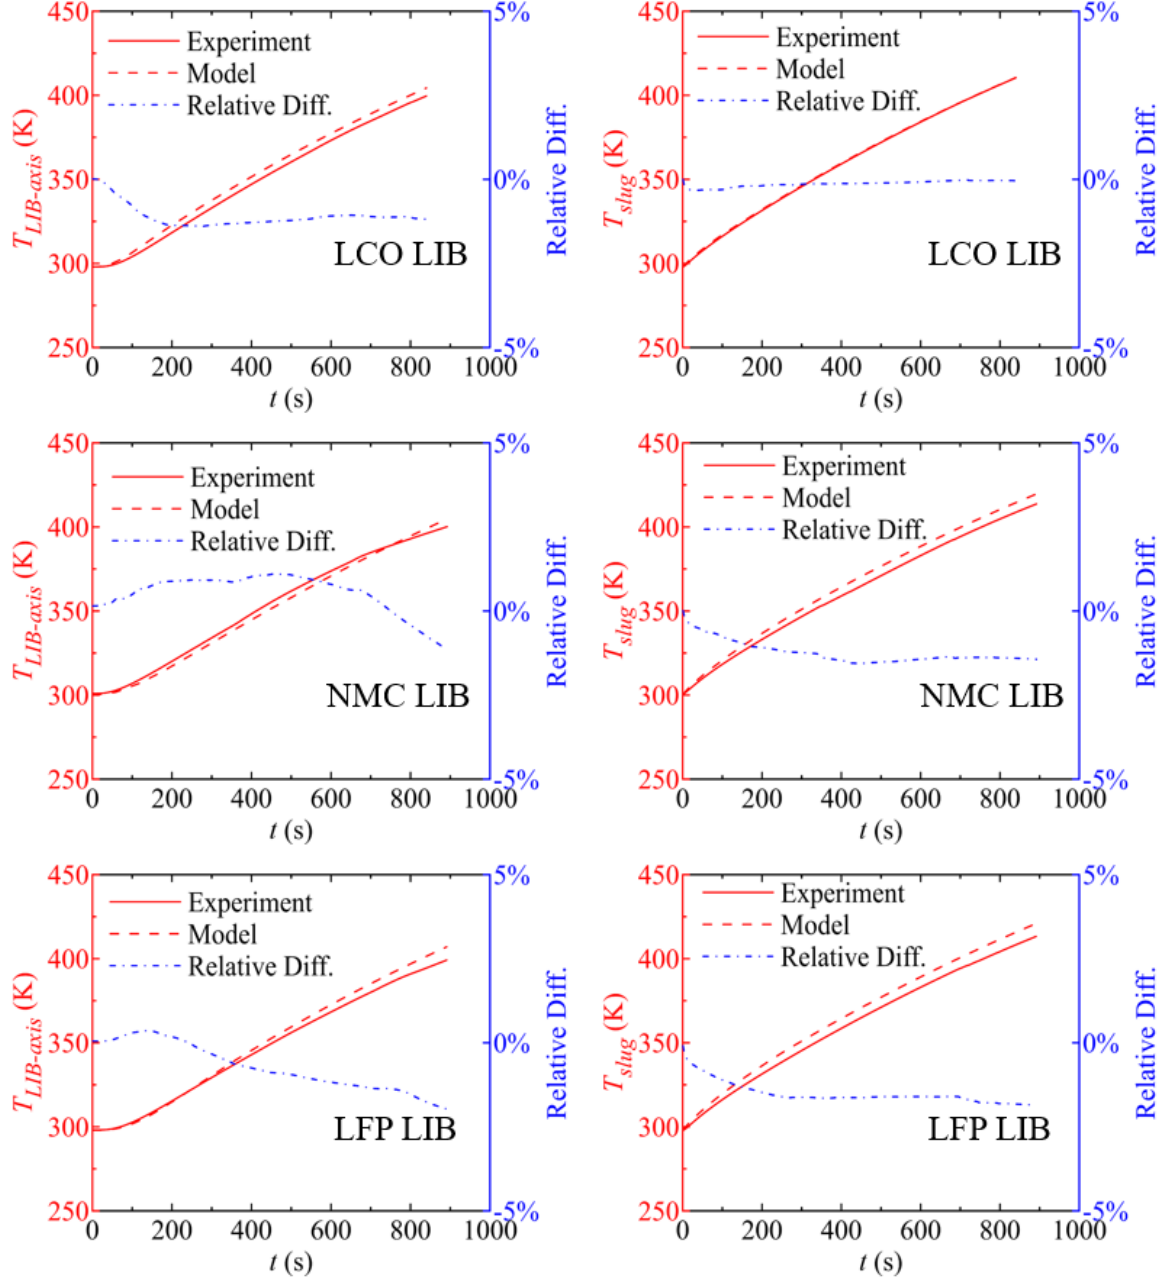 450
400
350
300
250
T_LIB-axis (K)
Experiment
Model
Relative Diff.
LCO LIB
5%
0%
-5%
Relative Diff.
0 200 400 600 800 1000
t (s)
450
400
350
300
250
T_slug (K)
Experiment
Model
Relative Diff.
LCO LIB
5%
0%
-5%
Relative Diff.
0 200 400 600 800 1000
t (s)
450
400
350
300
250
T_LIB-axis (K)
Experiment
Model
Relative Diff.
NMC LIB
5%
0%
-5%
Relative Diff.
0 200 400 600 800 1000
t (s)
450
400
350
300
250
T_slug (K)
Experiment
Model
Relative Diff.
NMC LIB
5%
0%
-5%
Relative Diff.
0 200 400 600 800 1000
t (s)
450
400
350
300
250
T_LIB-axis (K)
Experiment
Model
Relative Diff.
LFP LIB
5%
0%
-5%
Relative Diff.
0 200 400 600 800 1000
t (s)
450
400
350
300
250
T_slug (K)
Experiment
Model
Relative Diff.
LFP LIB
5%
0%
-5%
Relative Diff.
0 200 400 600 800 1000
t (s)